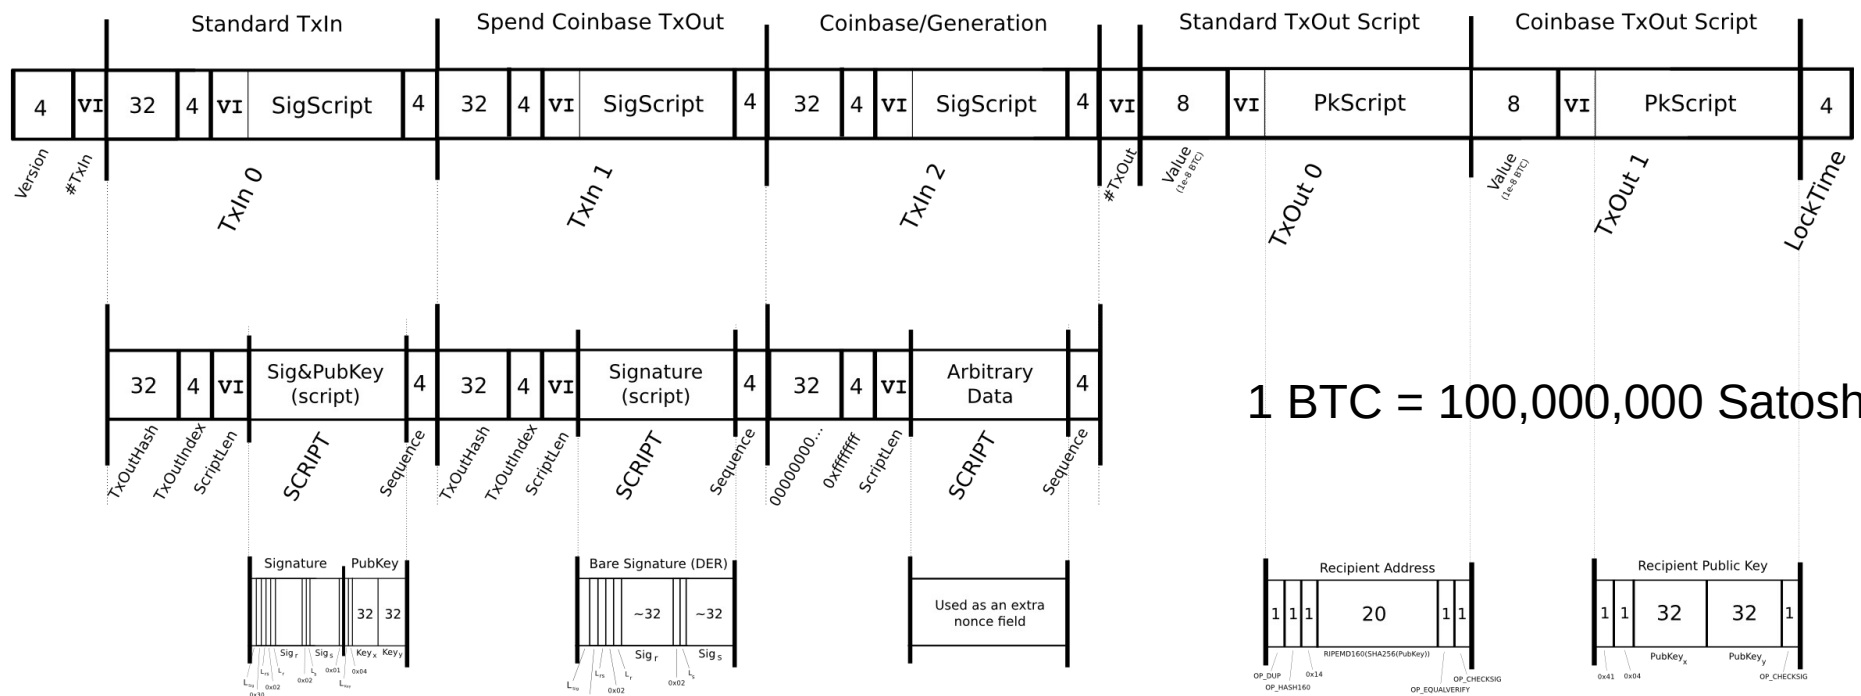 Standard TxIn
Spend Coinbase TxOut
Coinbase/Generation
Standard TxOut Script
Coinbase TxOut Script
4 VI 32 4 VI SigScript 4 32 4 VI SigScript 4 32 4 VI SigScript 4 VI 8 VI PkScript 8 VI PkScript 4
Version
#TxIn
TxIn 0
TxIn 1
TxIn 2
#TxOut
Value
(1e-8 BTC)
TxOut 0
Value
(1e-8 BTC)
TxOut 1
LockTime
32 4 VI Sig&PubKey
(script)
4 32 4 VI Signature
(script)
4 32 4 VI Arbitrary
Data
4
1 BTC = 100,000,000 Satosh
TxOutHash
TxOutIndex
ScriptLen
SCRIPT
Sequence
TxOutHash
TxOutIndex
ScriptLen
SCRIPT
Sequence
00000000...
0xffffffff
ScriptLen
SCRIPT
Sequence
Signature
PubKey
32 32
Sig r
Sig s
Key x
Key y
L r
L s
0x01
0x04
0x02
0x02
0x30
Bare Signature (DER)
~32 ~32
Sig r
Sig s
L r
L s
0x02
0x02
Used as an extra
nonce field
Recipient Address
1 1 1 20 1 1
RIPEMD160(SHA256(PubKey))
OP_DUP
OP_HASH160
0x14
OP_EQUALVERIFY
OP_CHECKSIG
Recipient Public Key
1 1 32 32 1
PubKey x
PubKey y
0x41
0x04
OP_CHECKSIG